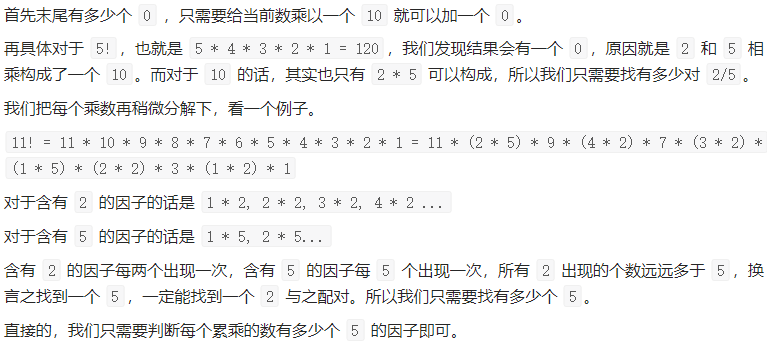 首先末尾有多少个 0 ，只需要给当前数乘以一个 10 就可以加一个 0。
再具体对于 5!，也就是 5 * 4 * 3 * 2 * 1 = 120，我们发现结果会有一个 0，原因就是 2 和 5 相
乘构成了一个 10。而对于 10 的话，其实也只有 2 * 5 可以构成，所以我们只需要找有多少对 2/5。
我们把每个乘数再稍微分解下，看一个例子。
11! = 11 * 10 * 9 * 8 * 7 * 6 * 5 * 4 * 3 * 2 * 1 = 11 * (2 * 5) * 9 * (4 * 2) * 7 * (3 * 2) *
(1 * 5) * (2 * 2) * 3 * (1 * 2) * 1
对于含有 2 的因子的话是 1 * 2, 2 * 2, 3 * 2, 4 * 2 ...
对于含有 5 的因子的话是 1 * 5, 2 * 5...
含有 2 的因子每两个出现一次，含有 5 的因子每 5 个出现一次，所有 2 出现的个数远远多于 5，换
言之找到一个 5，一定能找到一个 2 与之配对。所以我们只需要找有多少个 5。
直接的，我们只需要判断每个累乘的数有多少个 5 的因子即可。